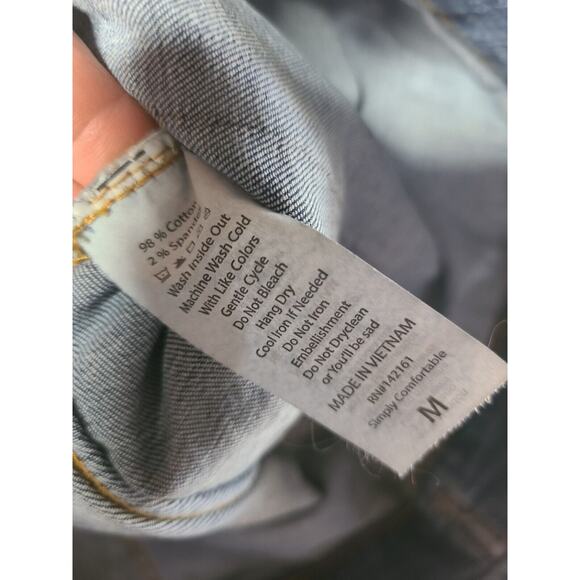 98 % Cotton
2 % Spandex
Wash Inside Out
Machine Wash Cold
With Like Colors
Gentle Cycle
Do Not Bleach
Hang Dry
Cool Iron If Needed
Do Not Iron
Embellishment
Do Not Dryclean
or You'll be sad
MADE IN VIETNAM
RN#142161
Simply Comfortable
M